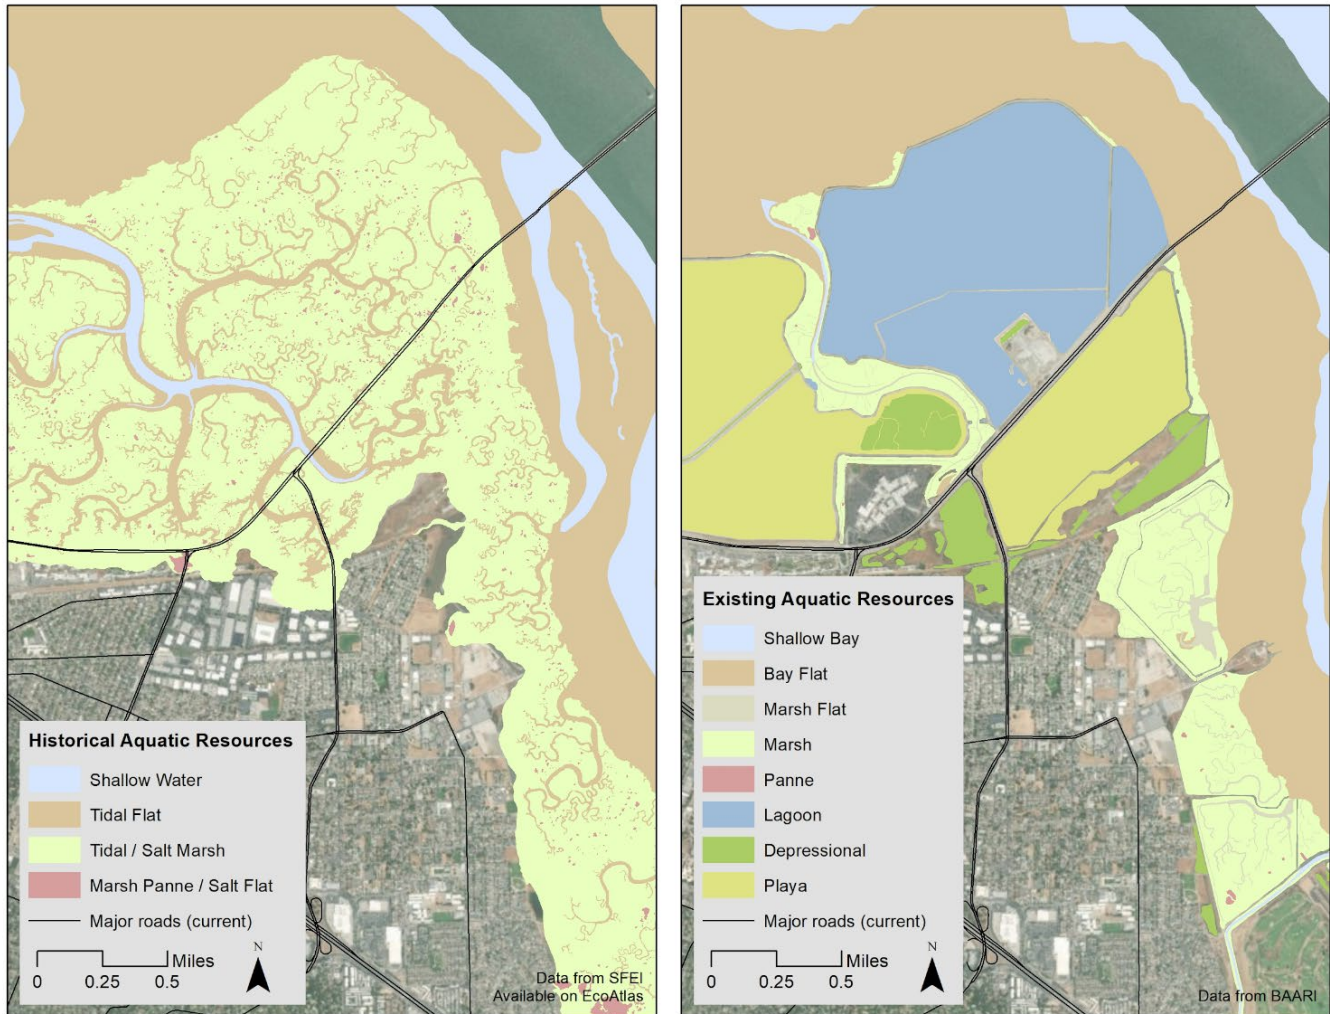 Historical Aquatic Resources
Shallow Water
Tidal Flat
Tidal / Salt Marsh
Marsh Panne / Salt Flat
Major roads (current)
Miles
0 0.25 0.5
N
Data from SFEI
Available on EcoAtlas
Existing Aquatic Resources
Shallow Bay
Bay Flat
Marsh Flat
Marsh
Panne
Lagoon
Depressional
Playa
Major roads (current)
Miles
0 0.25 0.5
N
Data from BAARI